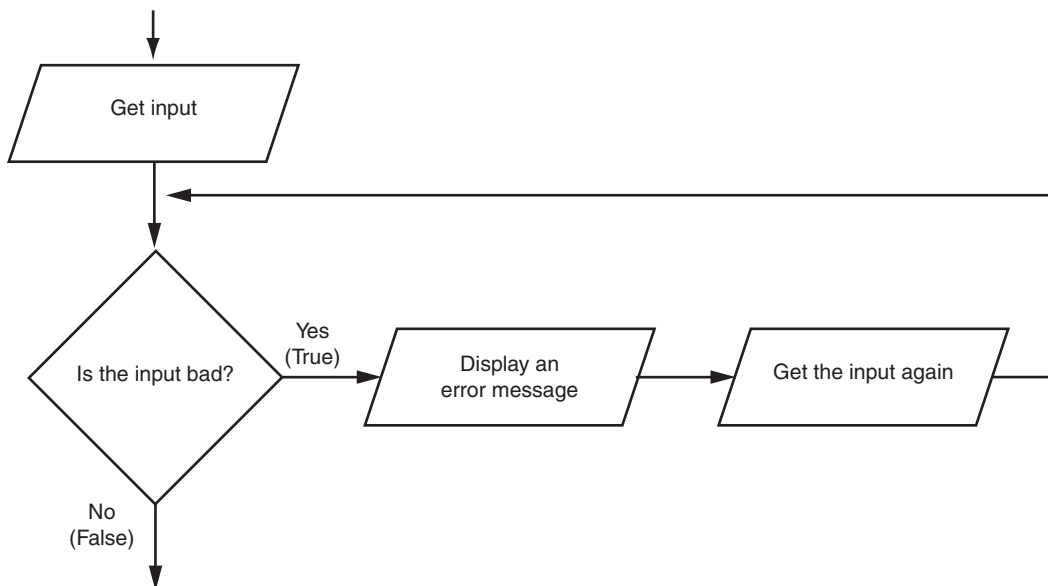 Get input
Is the input bad?
Yes
(True)
Display an
error message
Get the input again
No
(False)